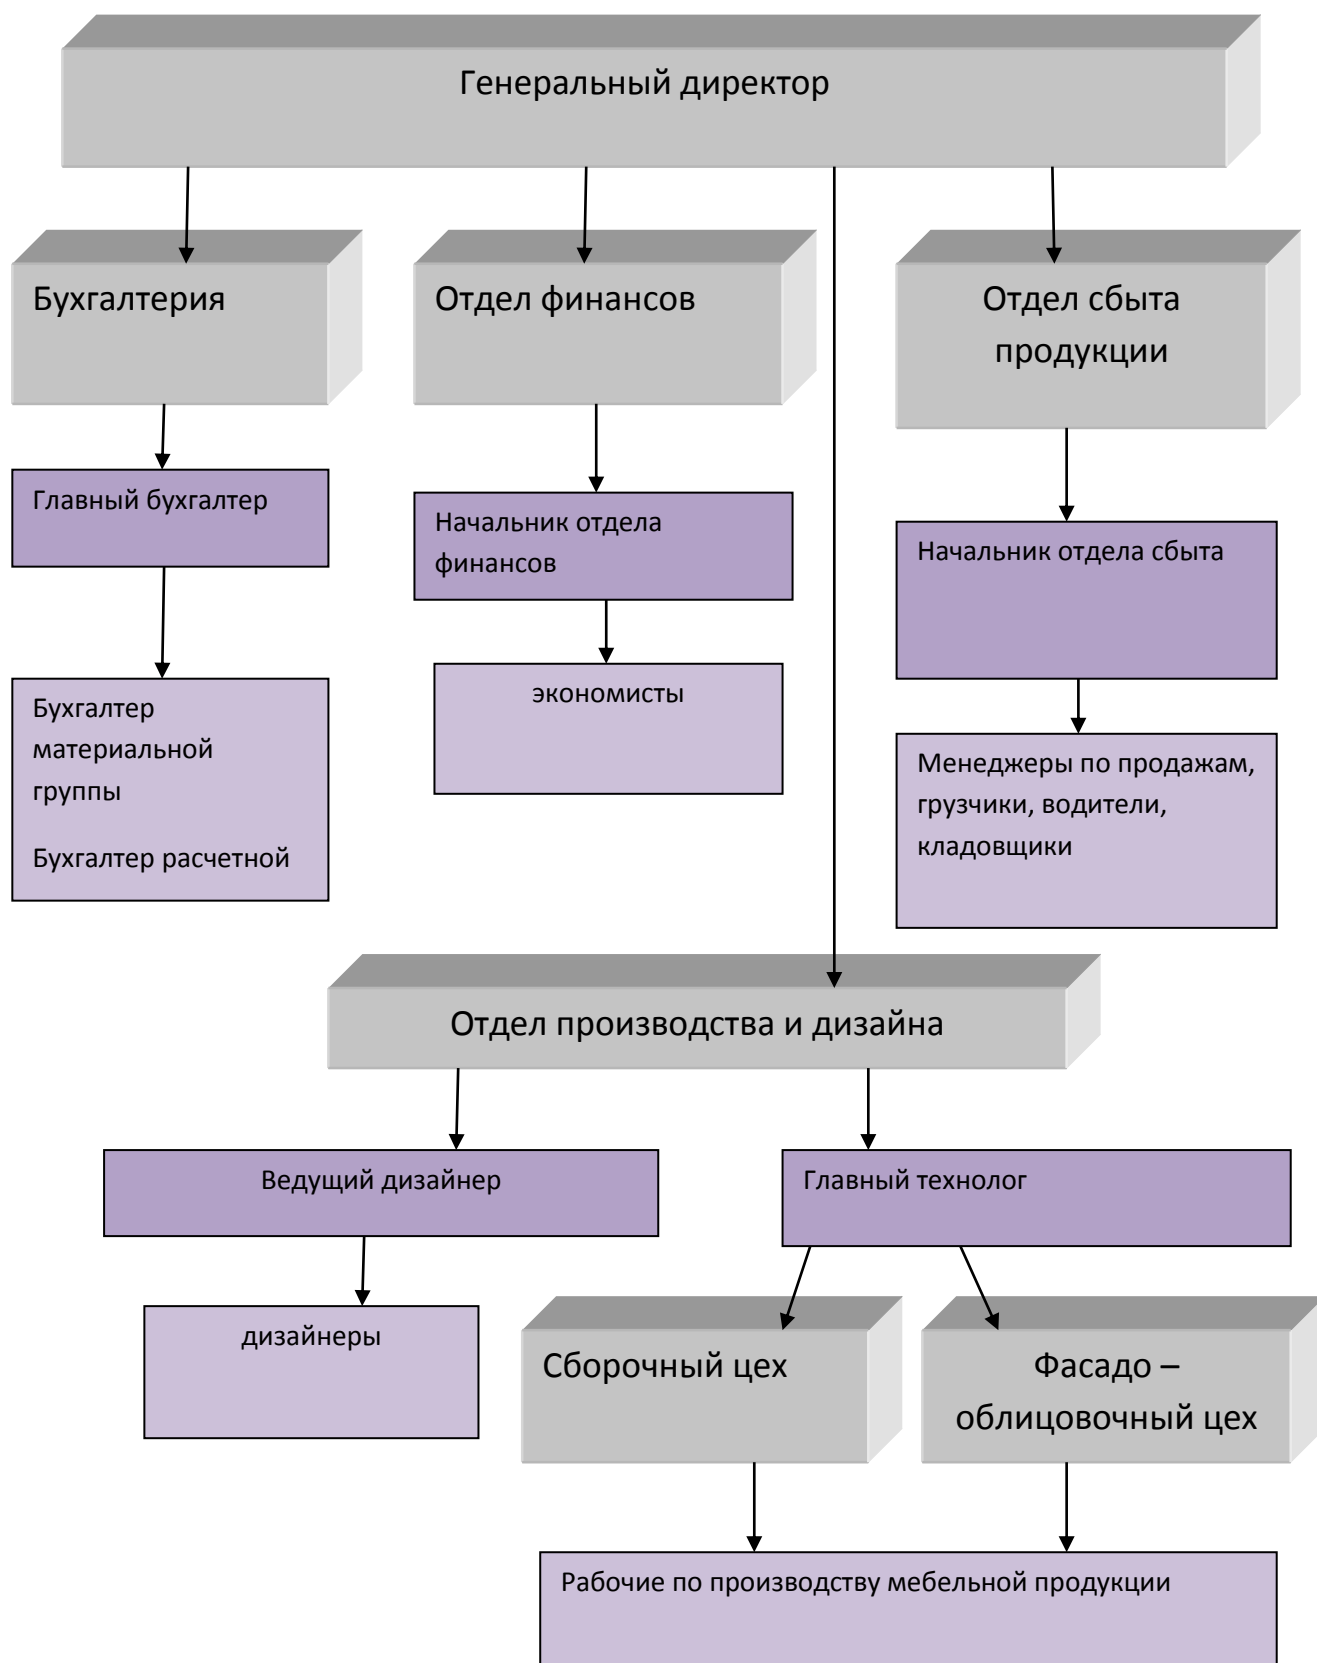 Генеральный директор
Бухгалтерия
Отдел финансов
Отдел сбыта
продукции
Главный бухгалтер
Начальник отдела
финансов
Начальник отдела сбыта
Бухгалтер
материальной
группы
Бухгалтер расчетной
экономисты
Менеджеры по продажам,
грузчики, водители,
кладовщики
Отдел производства и дизайна
Ведущий дизайнер
Главный технолог
дизайнеры
Сборочный цех
Фасадо –
облицовочный цех
Рабочие по производству мебельной продукции